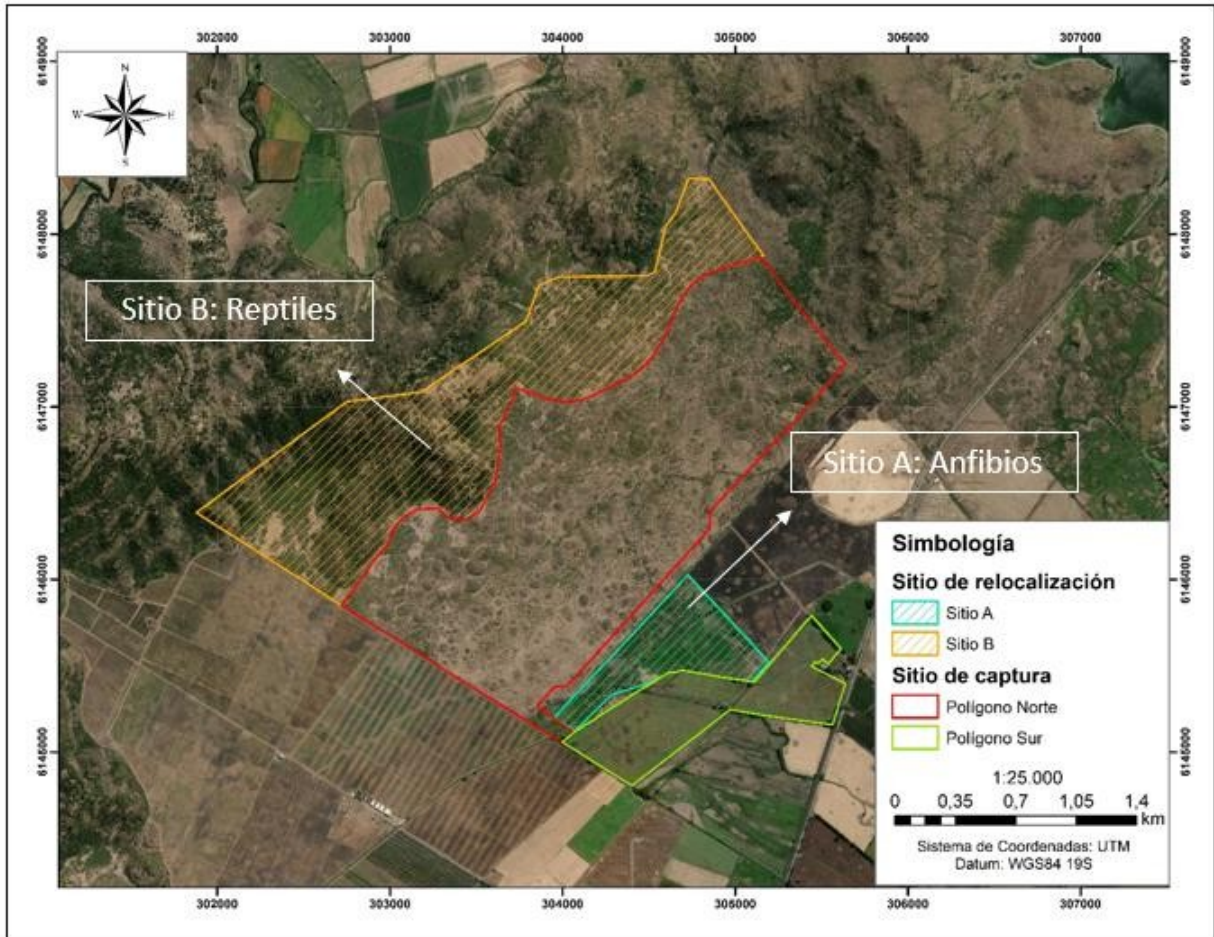 302000 303000 304000 305000 306000 307000
6149000 6149000
N
W E
S
6148000 6148000
Sitio B: Reptiles
6147000 6147000
Sitio A: Anfibios
Simbología
6146000 6146000
Sitio de relocalización
Sitio A
Sitio B
Sitio de captura
Polígono Norte
Polígono Sur
6145000 6145000
1:25.000
0 0,35 0,7 1,05 1,4
km
Sistema de Coordenadas: UTM
Datum: WGS84 19S
302000 303000 304000 305000 306000 307000